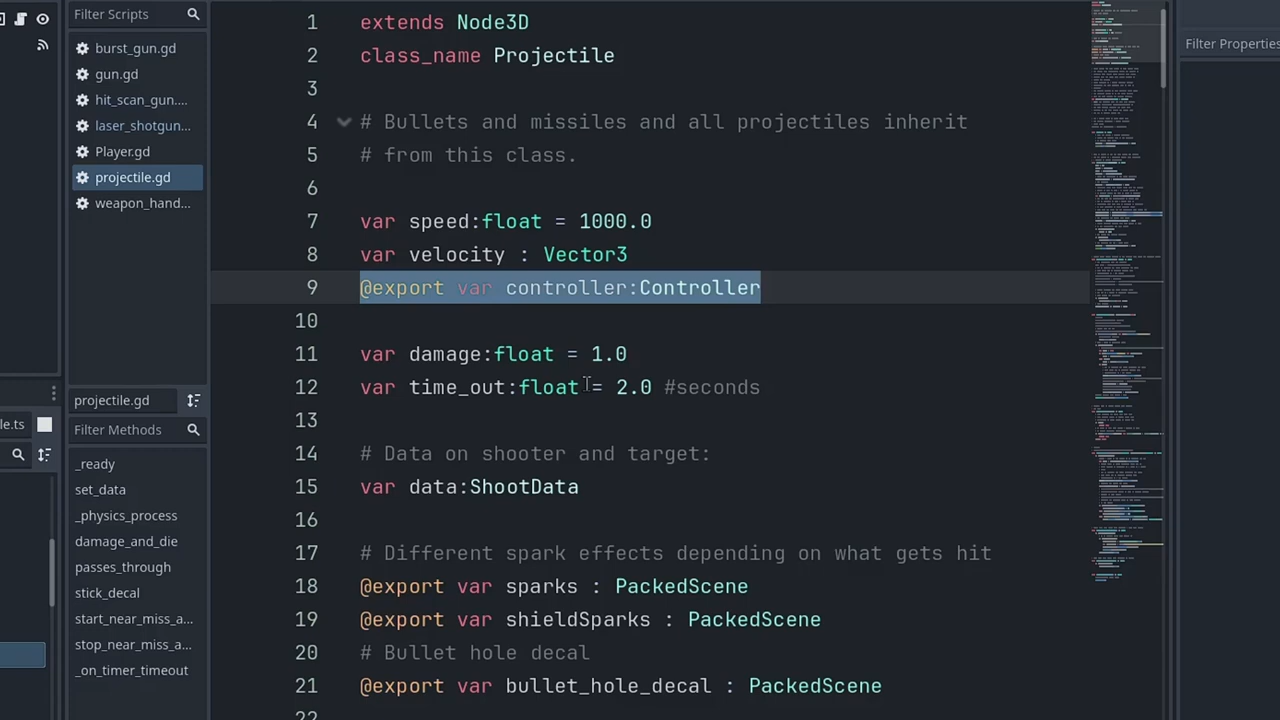 Filter Scripts
burst_gun.gd
gun.gd
hit_scan_gun....
laser_shotgun...
Player.gd
projectile.gd
weapon_hand...
projectile.gd
Filter Me
_ready
set_data
_physics_process
damage_and_die
passes_through
stick_decal
start_near_miss_a...
stop_near_miss_a...
_on_timer_timeout
le.ts
1 extends Node3D
2 class_name Projectile
3
4 # Bullets and missiles and all projectiles inherit
5 # from this class.
6
7 var speed:float = 1000.0
8 var velocity : Vector3
@export var controller:Controller
10
11 var damage:float = 1.0
12 var time_out:float = 2.0 #seconds
13
14 # Data on shooter and target:
15 var data:ShootData
16
17 # Different spark effects depending on what gets hit
18 @export var sparks : PackedScene
19 @export var shieldSparks : PackedScene
20 # Bullet hole decal
21 @export var bullet_hole_decal : PackedScene
22
Filter Properties